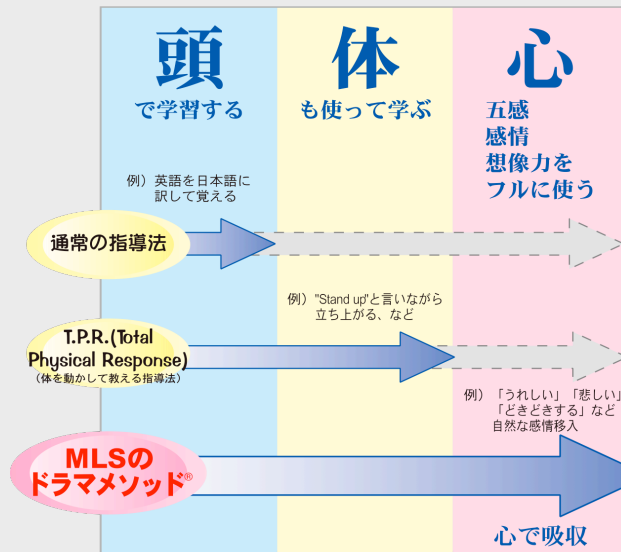 頭
で学習する
体
も使って学ぶ
心
五感
感情
想像力を
フルに使う
例）英語を日本語に
訳して覚える
通常の指導法
例）"Stand up"と言いながら
立ち上がる、など
T.P.R.(Total
Physical Response)
（体を動かして教える指導法）
例）「うれしい」「悲しい」
「どきどきする」など
自然な感情移入
MLSの
ドラマメソッド®
心で吸収